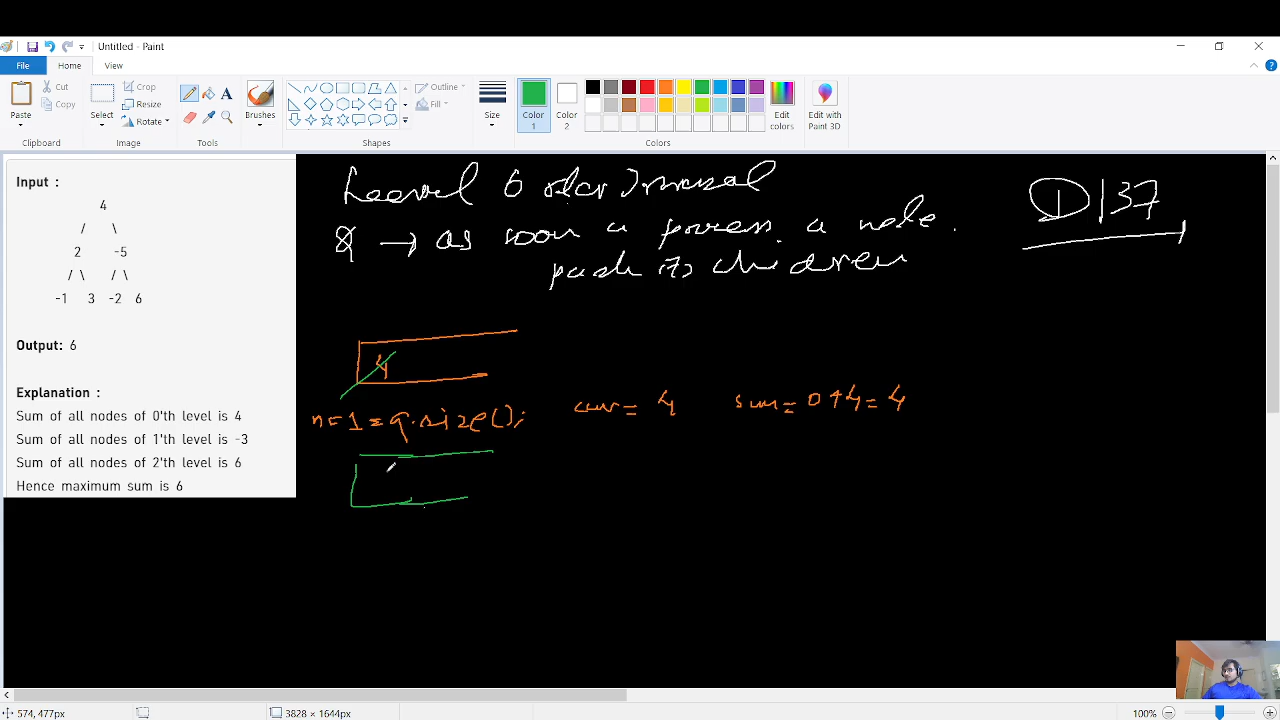 Untitled - Paint
File Home View
Paste
Cut
Copy
Clipboard
Select
Crop
Resize
Rotate
Image
A
Tools
Brushes
Shapes
Outline
Fill
Size
Color 1
Color 2
Colors
Edit colors
Edit with Paint 3D
Input :
4
/ \
2 -5
/ \ / \
-1 3 -2 6
Output: 6
Explanation :
Sum of all nodes of 0'th level is 4
Sum of all nodes of 1'th level is -3
Sum of all nodes of 2'th level is 6
Hence maximum sum is 6
D137
as soon a process a node.
push its children
4
n=1=q.size();
curr= 4
sum= 0+4= 4
574, 477px
3828 × 1644px
100%